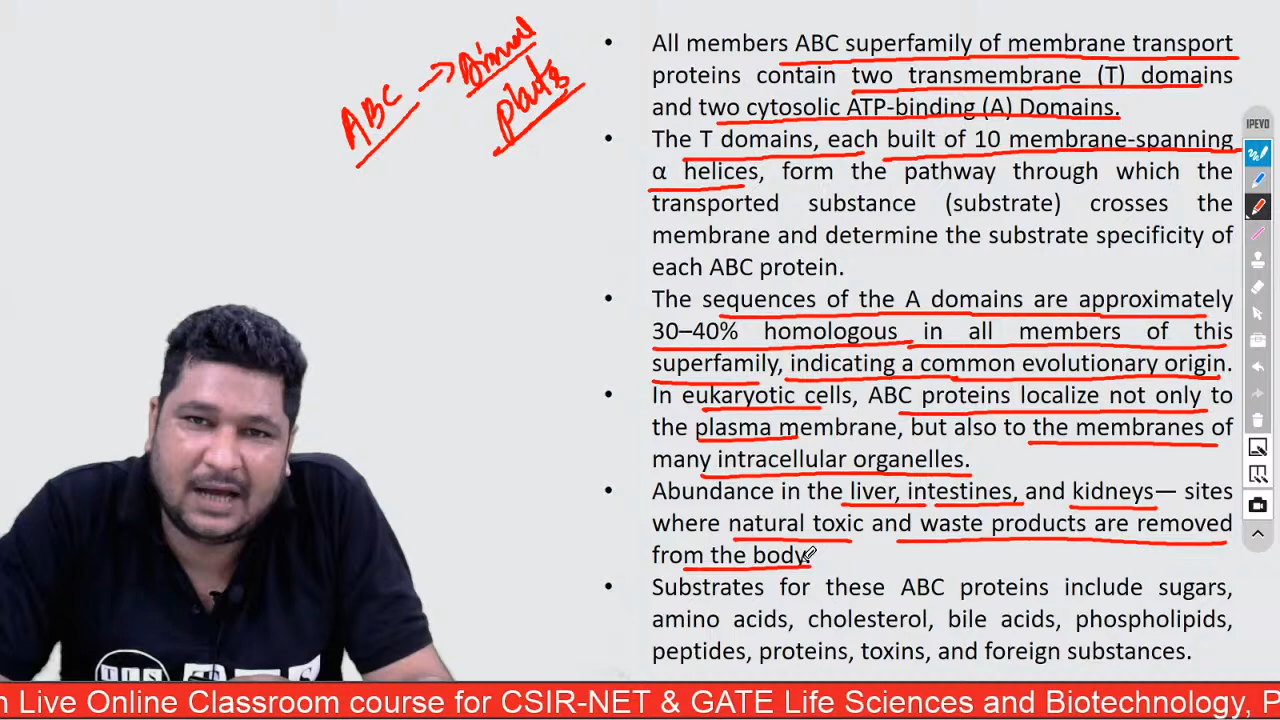 ABC → Animal
plants
• All members ABC superfamily of membrane transport
proteins contain two transmembrane (T) domains
and two cytosolic ATP-binding (A) Domains.
• The T domains, each built of 10 membrane-spanning
α helices, form the pathway through which the
transported substance (substrate) crosses the
membrane and determine the substrate specificity of
each ABC protein.
• The sequences of the A domains are approximately
30–40% homologous in all members of this
superfamily, indicating a common evolutionary origin.
• In eukaryotic cells, ABC proteins localize not only to
the plasma membrane, but also to the membranes of
many intracellular organelles.
• Abundance in the liver, intestines, and kidneys— sites
where natural toxic and waste products are removed
from the body.
• Substrates for these ABC proteins include sugars,
amino acids, cholesterol, bile acids, phospholipids,
peptides, proteins, toxins, and foreign substances.
IPEVO
n Live Online Classroom course for CSIR-NET & GATE Life Sciences and Biotechnology, P